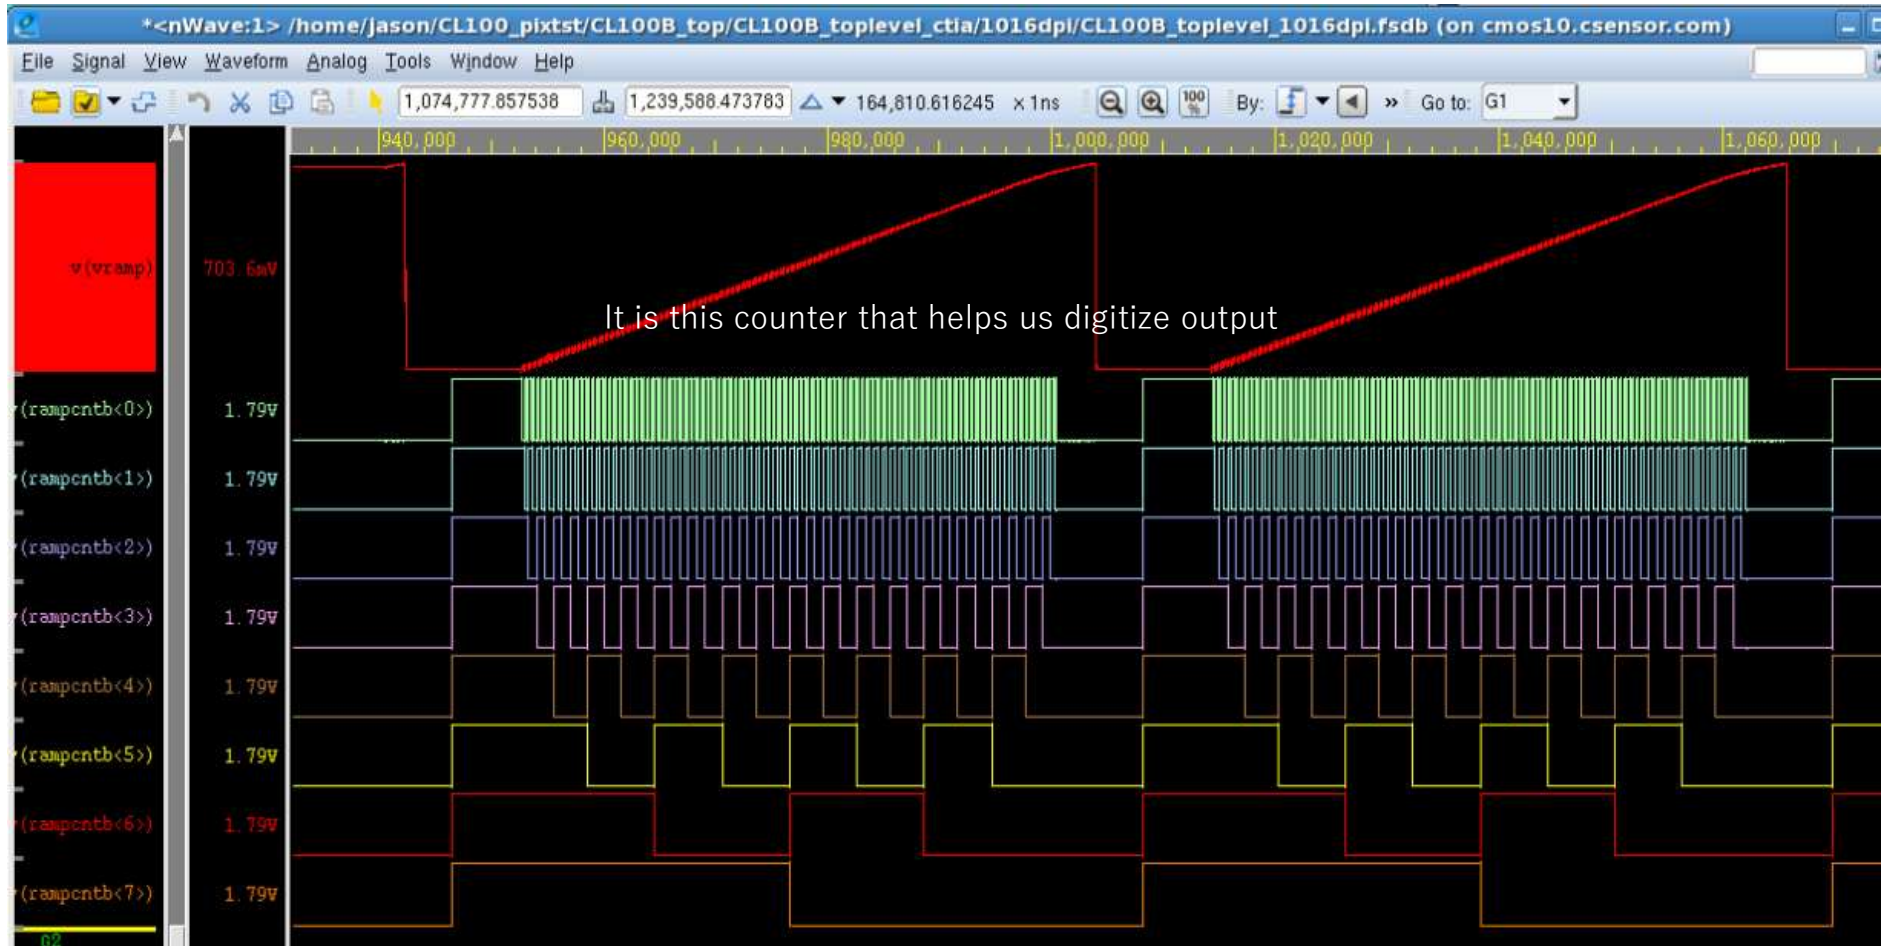 *<nWave:1> /home/jason/CL100_pixtst/CL100B_top/CL100B_toplevel_ctia/1016dpi/CL100B_toplevel_1016dpi.fsdb (on cmos10.csensor.com)
File Signal View Waveform Analog Tools Window Help
1,074,777.857538 1,239,588.473783 164,810.616245 x 1ns 100 % By: » Go to: G1
940,000 960,000 980,000 1,000,000 1,020,000 1,040,000 1,060,000
v(vramp) 703.6mV
It is this counter that helps us digitize output
(rampcntb<0>) 1.79V
(rampcntb<1>) 1.79V
(rampcntb<2>) 1.79V
(rampcntb<3>) 1.79V
(rampcntb<4>) 1.79V
(rampcntb<5>) 1.79V
(rampcntb<6>) 1.79V
(rampcntb<7>) 1.79V
G2